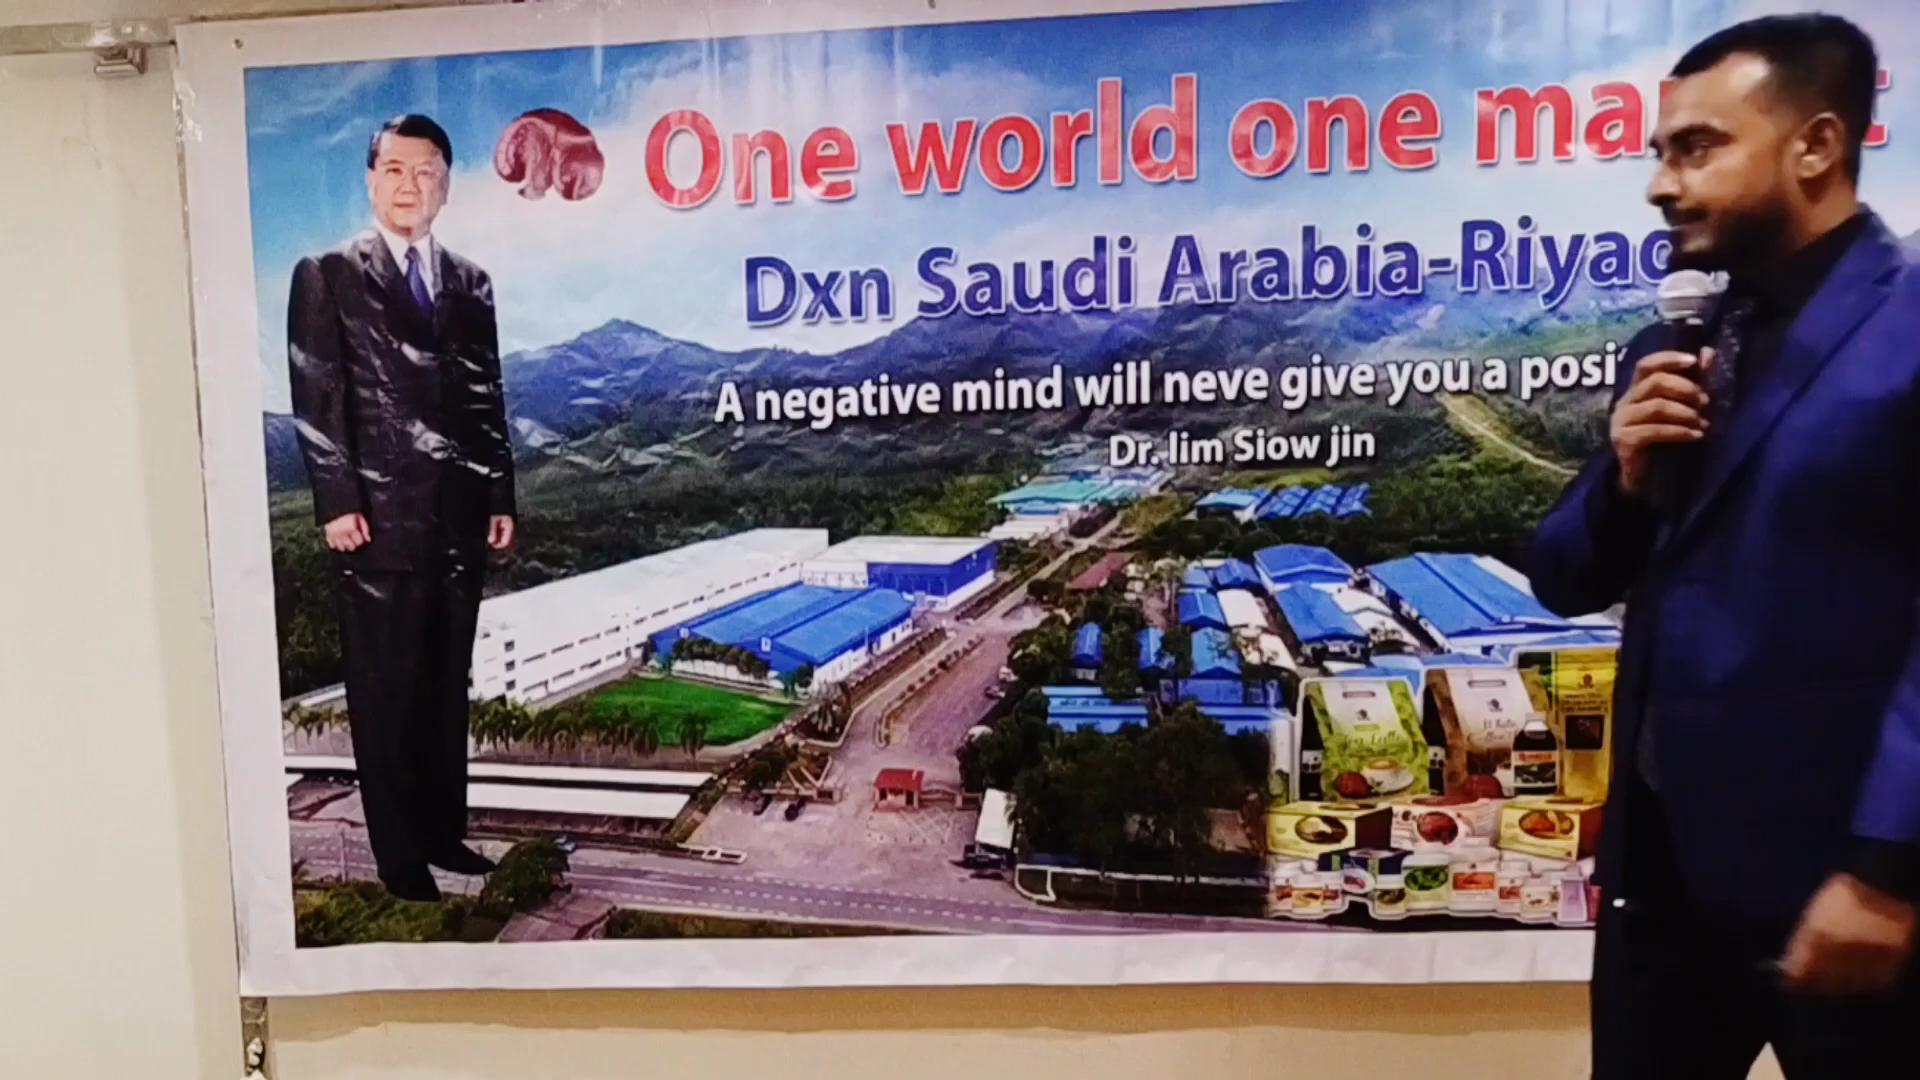 One world one ma
Dxn Saudi Arabia-Riyad
A negative mind will neve give you a posi
Dr. lim Siow jin